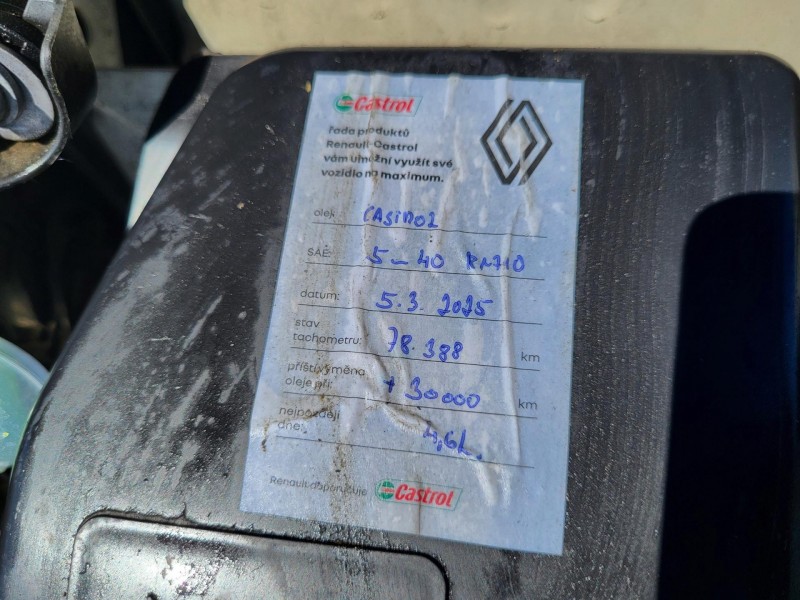 Castrol
řada produktů
Renault-Castrol
vám umožní využít své
vozidlo na maximum.
olej:
SAE: 5-40 RN710
datum: 5.3. 2025
stav
tachometru: 78.388 km
příští výměna
oleje při: + 30000 km
nejpozději
dne: 4,6L.
Renault doporučuje Castrol